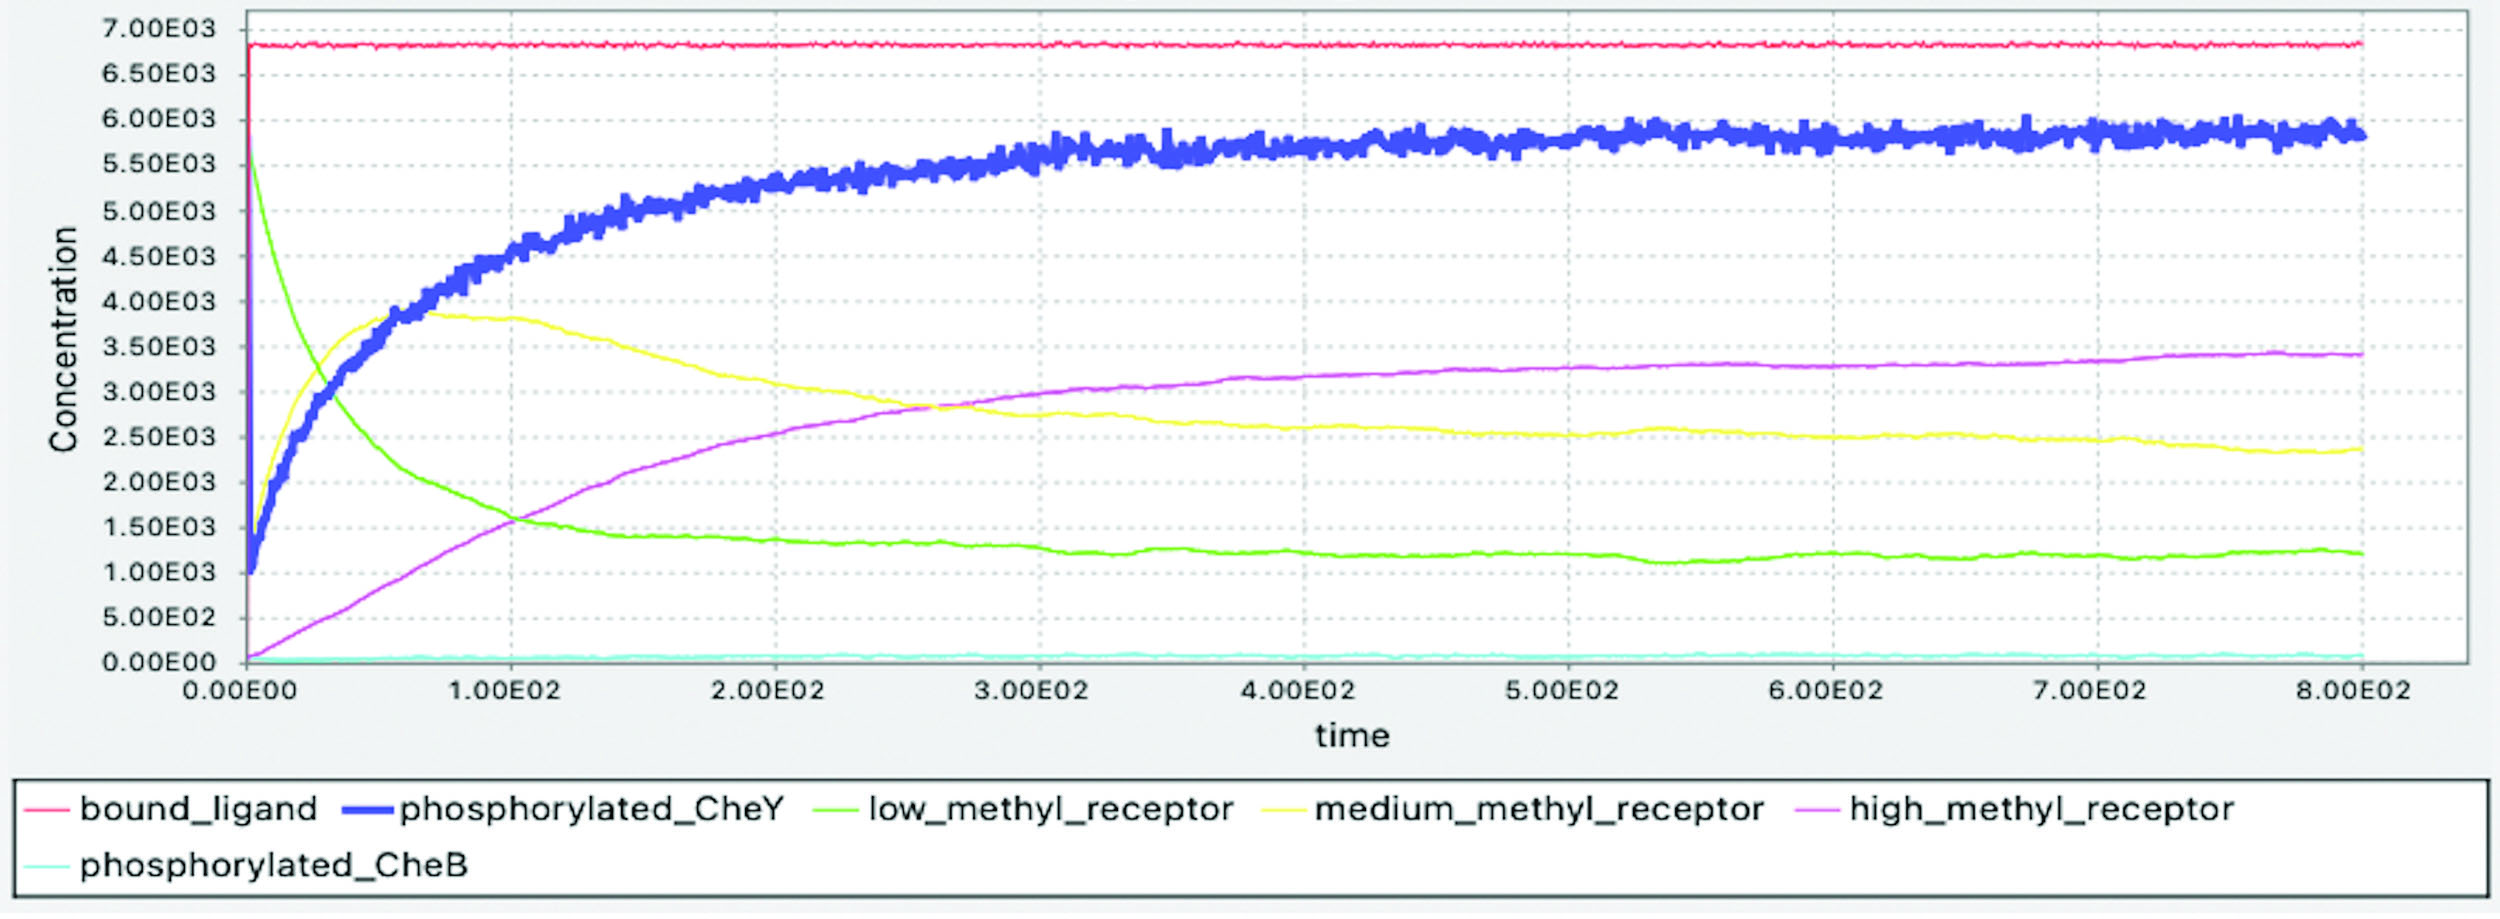 7.00E03
6.50E03
6.00E03
5.50E03
5.00E03
4.50E03
4.00E03
3.50E03
3.00E03
2.50E03
2.00E03
1.50E03
1.00E03
5.00E02
0.00E00
Concentration
0.00E00 1.00E02 2.00E02 3.00E02 4.00E02 5.00E02 6.00E02 7.00E02 8.00E02
time
bound_ligand phosphorylated_CheY low_methyl_receptor medium_methyl_receptor high_methyl_receptor
phosphorylated_CheB